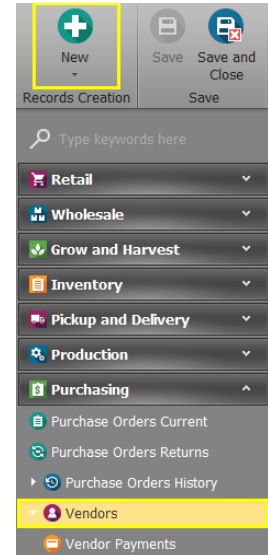 New
Save
Save and
Close
Records Creation
Save
Type keywords here
Retail
Wholesale
Grow and Harvest
Inventory
Pickup and Delivery
Production
Purchasing
Purchase Orders Current
Purchase Orders Returns
Purchase Orders History
Vendors
Vendor Payments